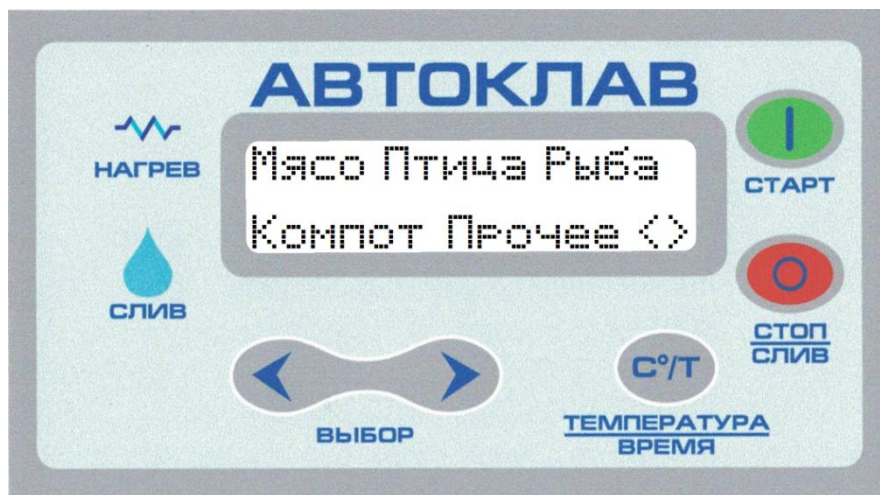 АВТОКЛАВ
НАГРЕВ
Мясо Птица Рыба
Компот Прочее <>
СТАРТ
СЛИВ
СТОП
СЛИВ
ВЫБОР
C°/T
ТЕМПЕРАТУРА
ВРЕМЯ